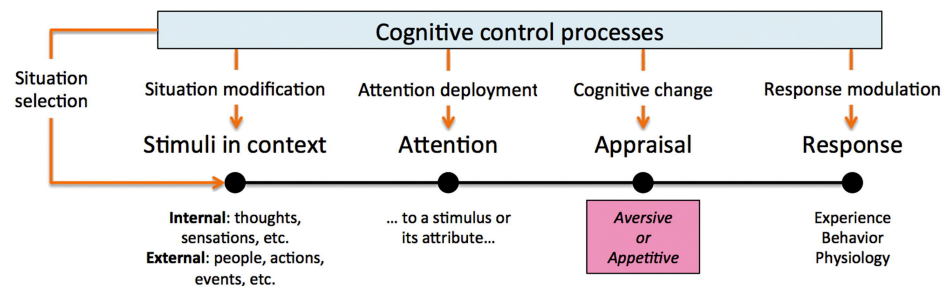 Cognitive control processes
Situation
selection
Situation modification
Attention deployment
Cognitive change
Response modulation
Stimuli in context
Attention
Appraisal
Response
Internal: thoughts,
sensations, etc.
External: people, actions,
events, etc.
... to a stimulus or
its attribute...
Aversive
or
Appetitive
Experience
Behavior
Physiology